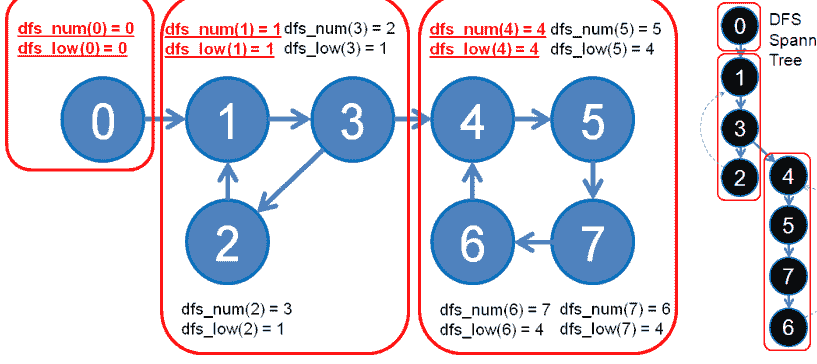 dfs_num(0) = 0
dfs_low(0) = 0
dfs_num(1) = 1
dfs_low(1) = 1
dfs_num(3) = 2
dfs_low(3) = 1
dfs_num(4) = 4
dfs_low(4) = 4
dfs_num(5) = 5
dfs_low(5) = 4
0
1
3
4
5
2
6
7
dfs_num(2) = 3
dfs_low(2) = 1
dfs_num(6) = 7
dfs_low(6) = 4
dfs_num(7) = 6
dfs_low(7) = 4
DFS
Spann
Tree
0
1
3
2
4
5
7
6